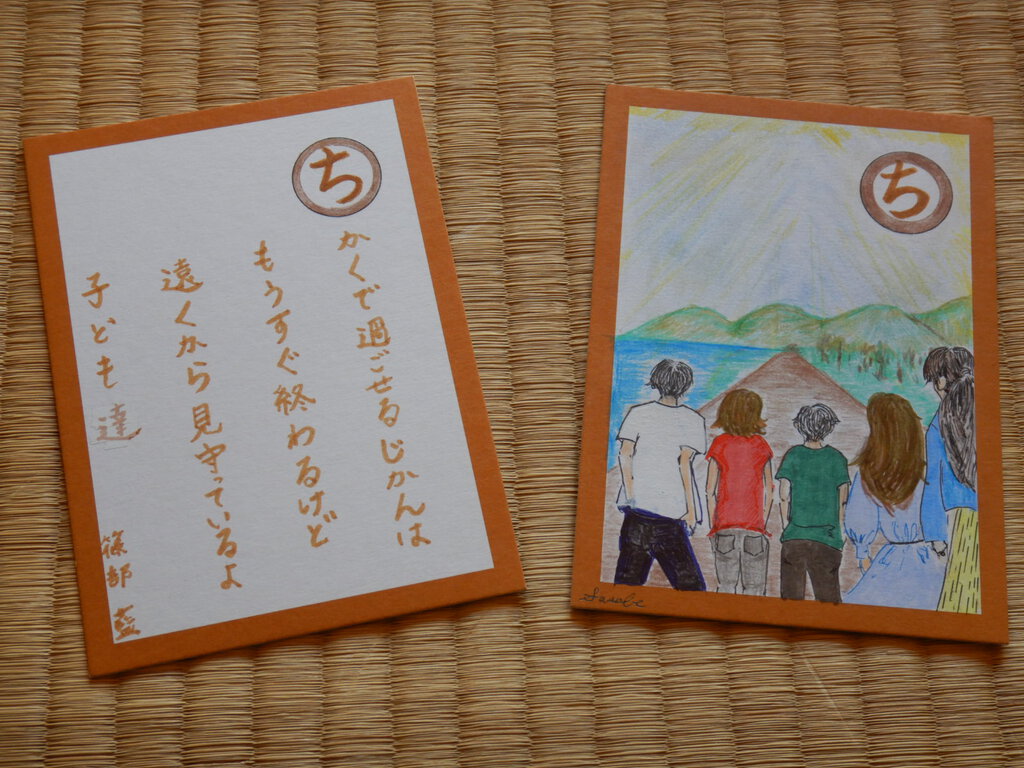 ち
かくで過ごせるじかんは
もうすぐ終わるけど
遠くから見守っているよ
子ども達
篠部
ち
Sasabe